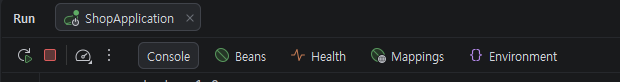 Run ShopApplication
Console Beans Health Mappings Environment